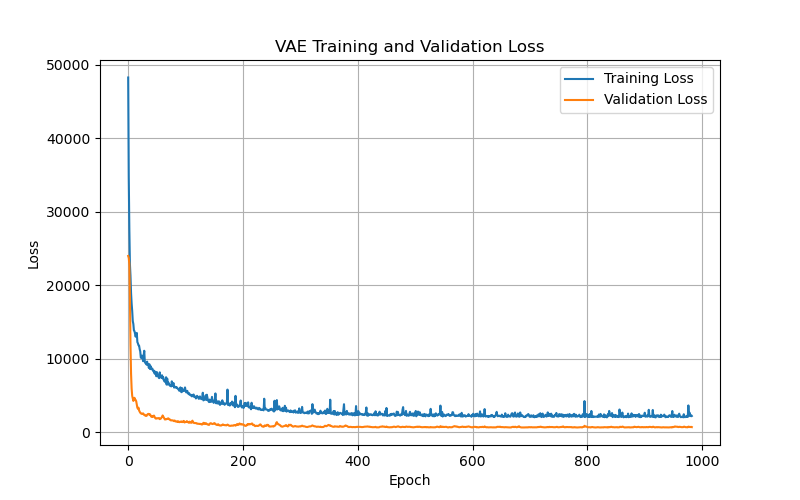 VAE Training and Validation Loss
Training Loss
Validation Loss
50000
40000
30000
20000
10000
0
Loss
0 200 400 600 800 1000
Epoch